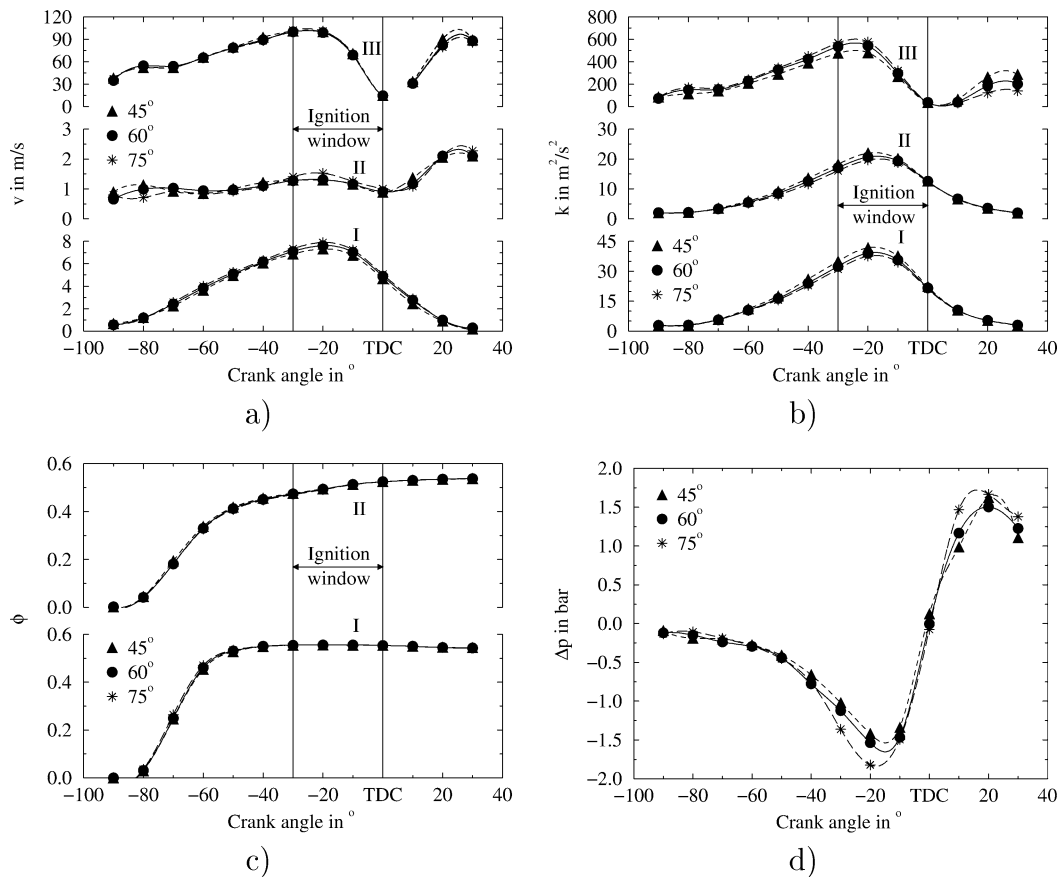 120
90
60
30
0
3
2
1
0
8
6
4
2
0
v in m/s
III
45°
60°
75°
Ignition
window
II
I
−100 −80 −60 −40 −20 TDC 20 40
Crank angle in °
a)
800
600
400
200
0
30
20
10
0
45
30
15
0
k in m²/s²
III
II
Ignition
window
I
45°
60°
75°
−100 −80 −60 −40 −20 TDC 20 40
Crank angle in °
b)
0.6
0.4
0.2
0.0
0.6
0.4
0.2
0.0
ϕ
II
Ignition
window
I
45°
60°
75°
−100 −80 −60 −40 −20 TDC 20 40
Crank angle in °
c)
2.0
1.5
1.0
0.5
0.0
−0.5
−1.0
−1.5
−2.0
Δp in bar
45°
60°
75°
−100 −80 −60 −40 −20 TDC 20 40
Crank angle in °
d)